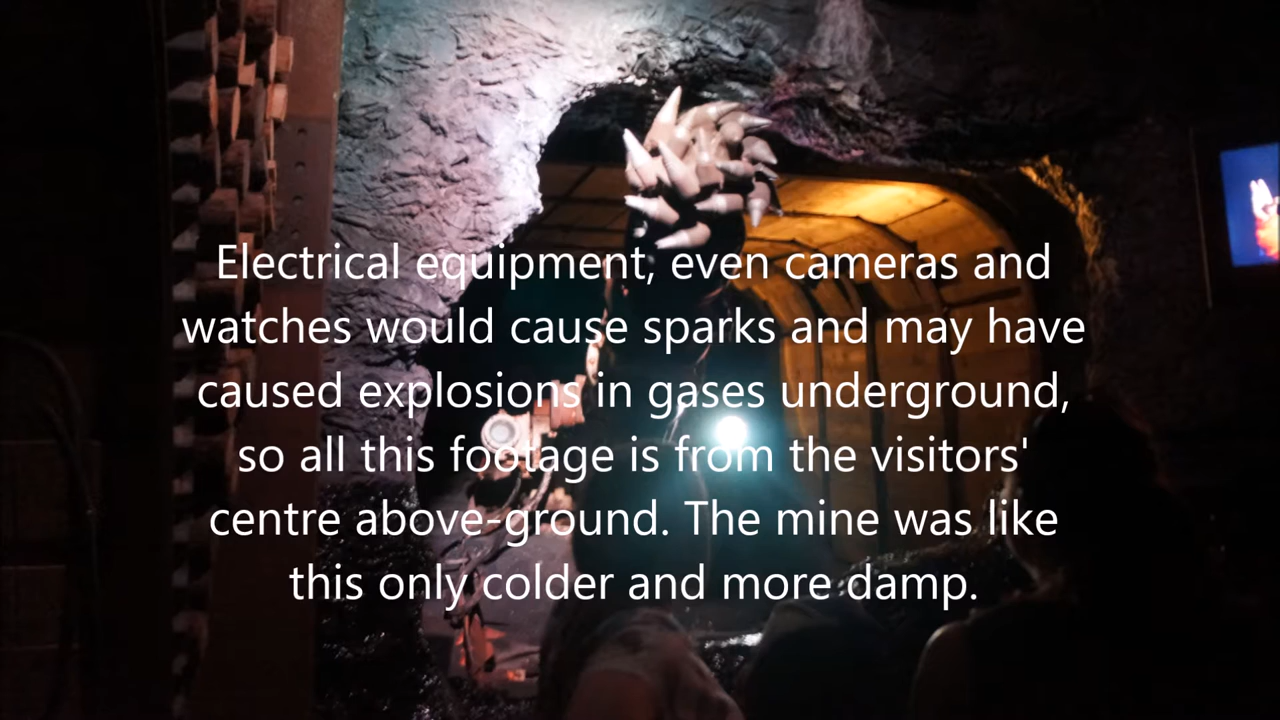 Electrical equipment, even cameras and
watches would cause sparks and may have
caused explosions in gases underground,
so all this footage is from the visitors'
centre above-ground. The mine was like
this only colder and more damp.